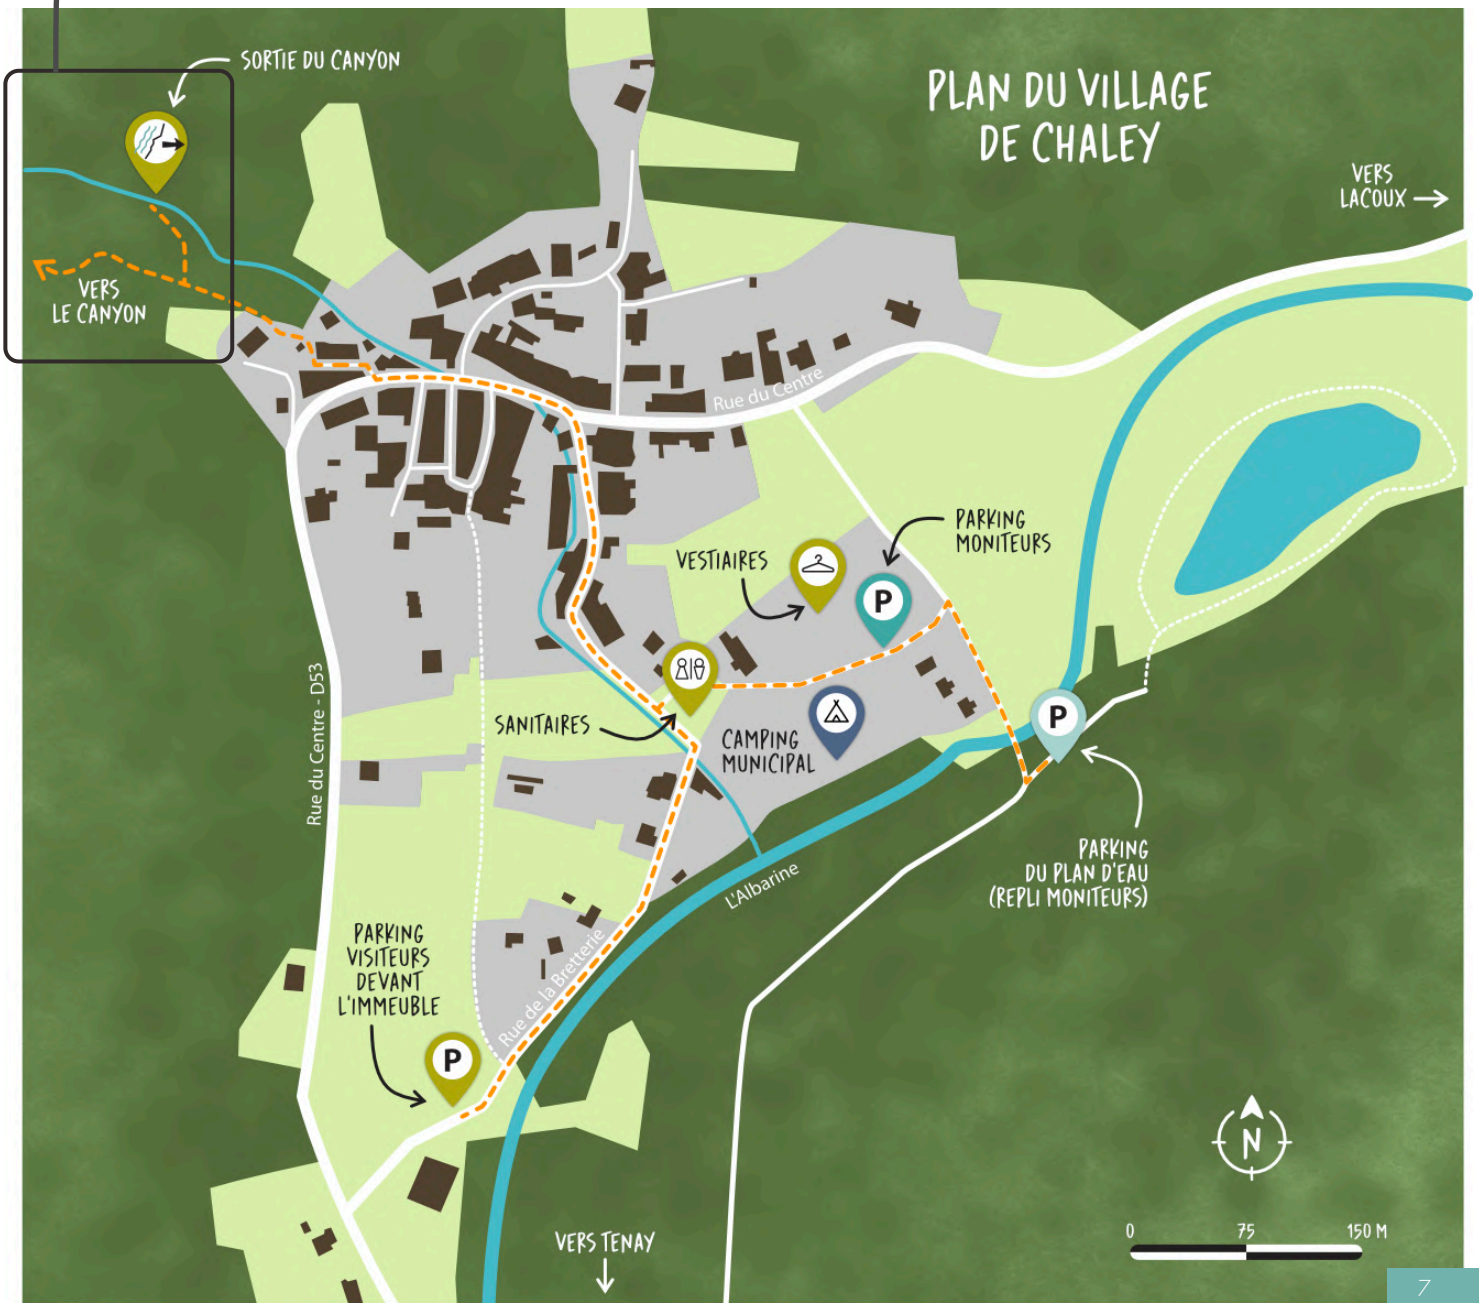 SORTIE DU CANYON
PLAN DU VILLAGE
DE CHALEY
VERS
LACOUX
VERS
LE CANYON
Rue du Centre
PARKING
MONITEURS
VESTIAIRES
P
SANITAIRES
P
CAMPING
MUNICIPAL
Rue du Centre - D53
PARKING
DU PLAN D'EAU
(REPLI MONITEURS)
L'Albarine
PARKING
VISITEURS
DEVANT
L'IMMEUBLE
Rue de la Bretterie
P
N
VERS TENAY
0 75 150 M
7